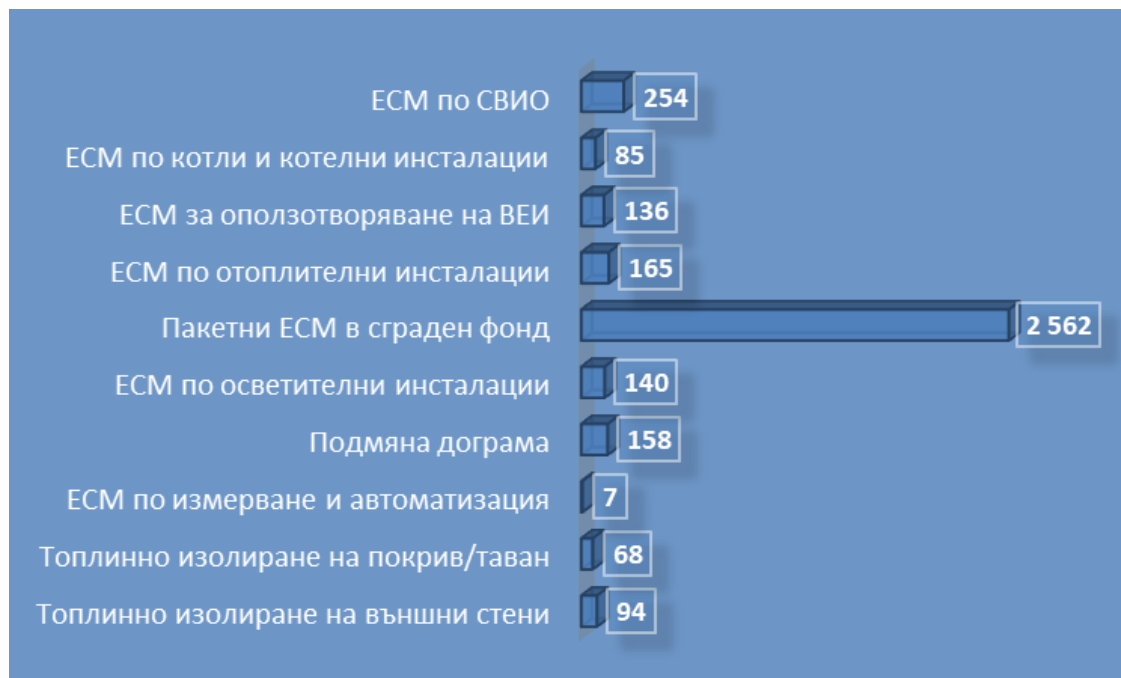 ЕСМ по СВИО 254
ЕСМ по котли и котелни инсталации 85
ЕСМ за оползотворяване на ВЕИ 136
ЕСМ по отоплителни инсталации 165
Пакетни ЕСМ в сграден фонд 2 562
ЕСМ по осветителни инсталации 140
Подмяна дограма 158
ЕСМ по измерване и автоматизация 7
Топлинно изолиране на покрив/таван 68
Топлинно изолиране на външни стени 94